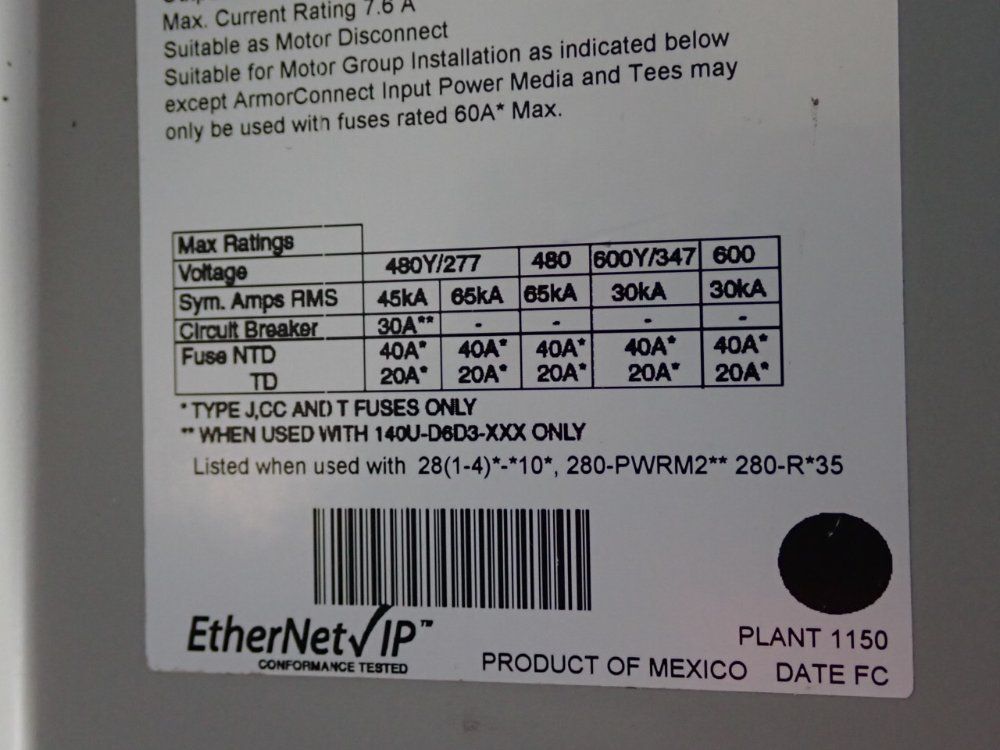 Max. Current Rating 7.6 A
Suitable as Motor Disconnect
Suitable for Motor Group Installation as indicated below
except ArmorConnect Input Power Media and Tees may
only be used with fuses rated 60A* Max.
Max Ratings
Voltage 480Y/277 480 600Y/347 600
Sym. Amps RMS 45kA 65kA 65kA 30kA 30kA
Circuit Breaker 30A** - - - -
Fuse NTD 40A* 40A* 40A* 40A* 40A*
TD 20A* 20A* 20A* 20A* 20A*
* TYPE J,CC AND T FUSES ONLY
** WHEN USED WITH 140U-D6D3-XXX ONLY
Listed when used with 28(1-4)*-*10*, 280-PWRM2** 280-R*35
EtherNet/IP™
CONFORMANCE TESTED
PLANT 1150
PRODUCT OF MEXICO DATE FC